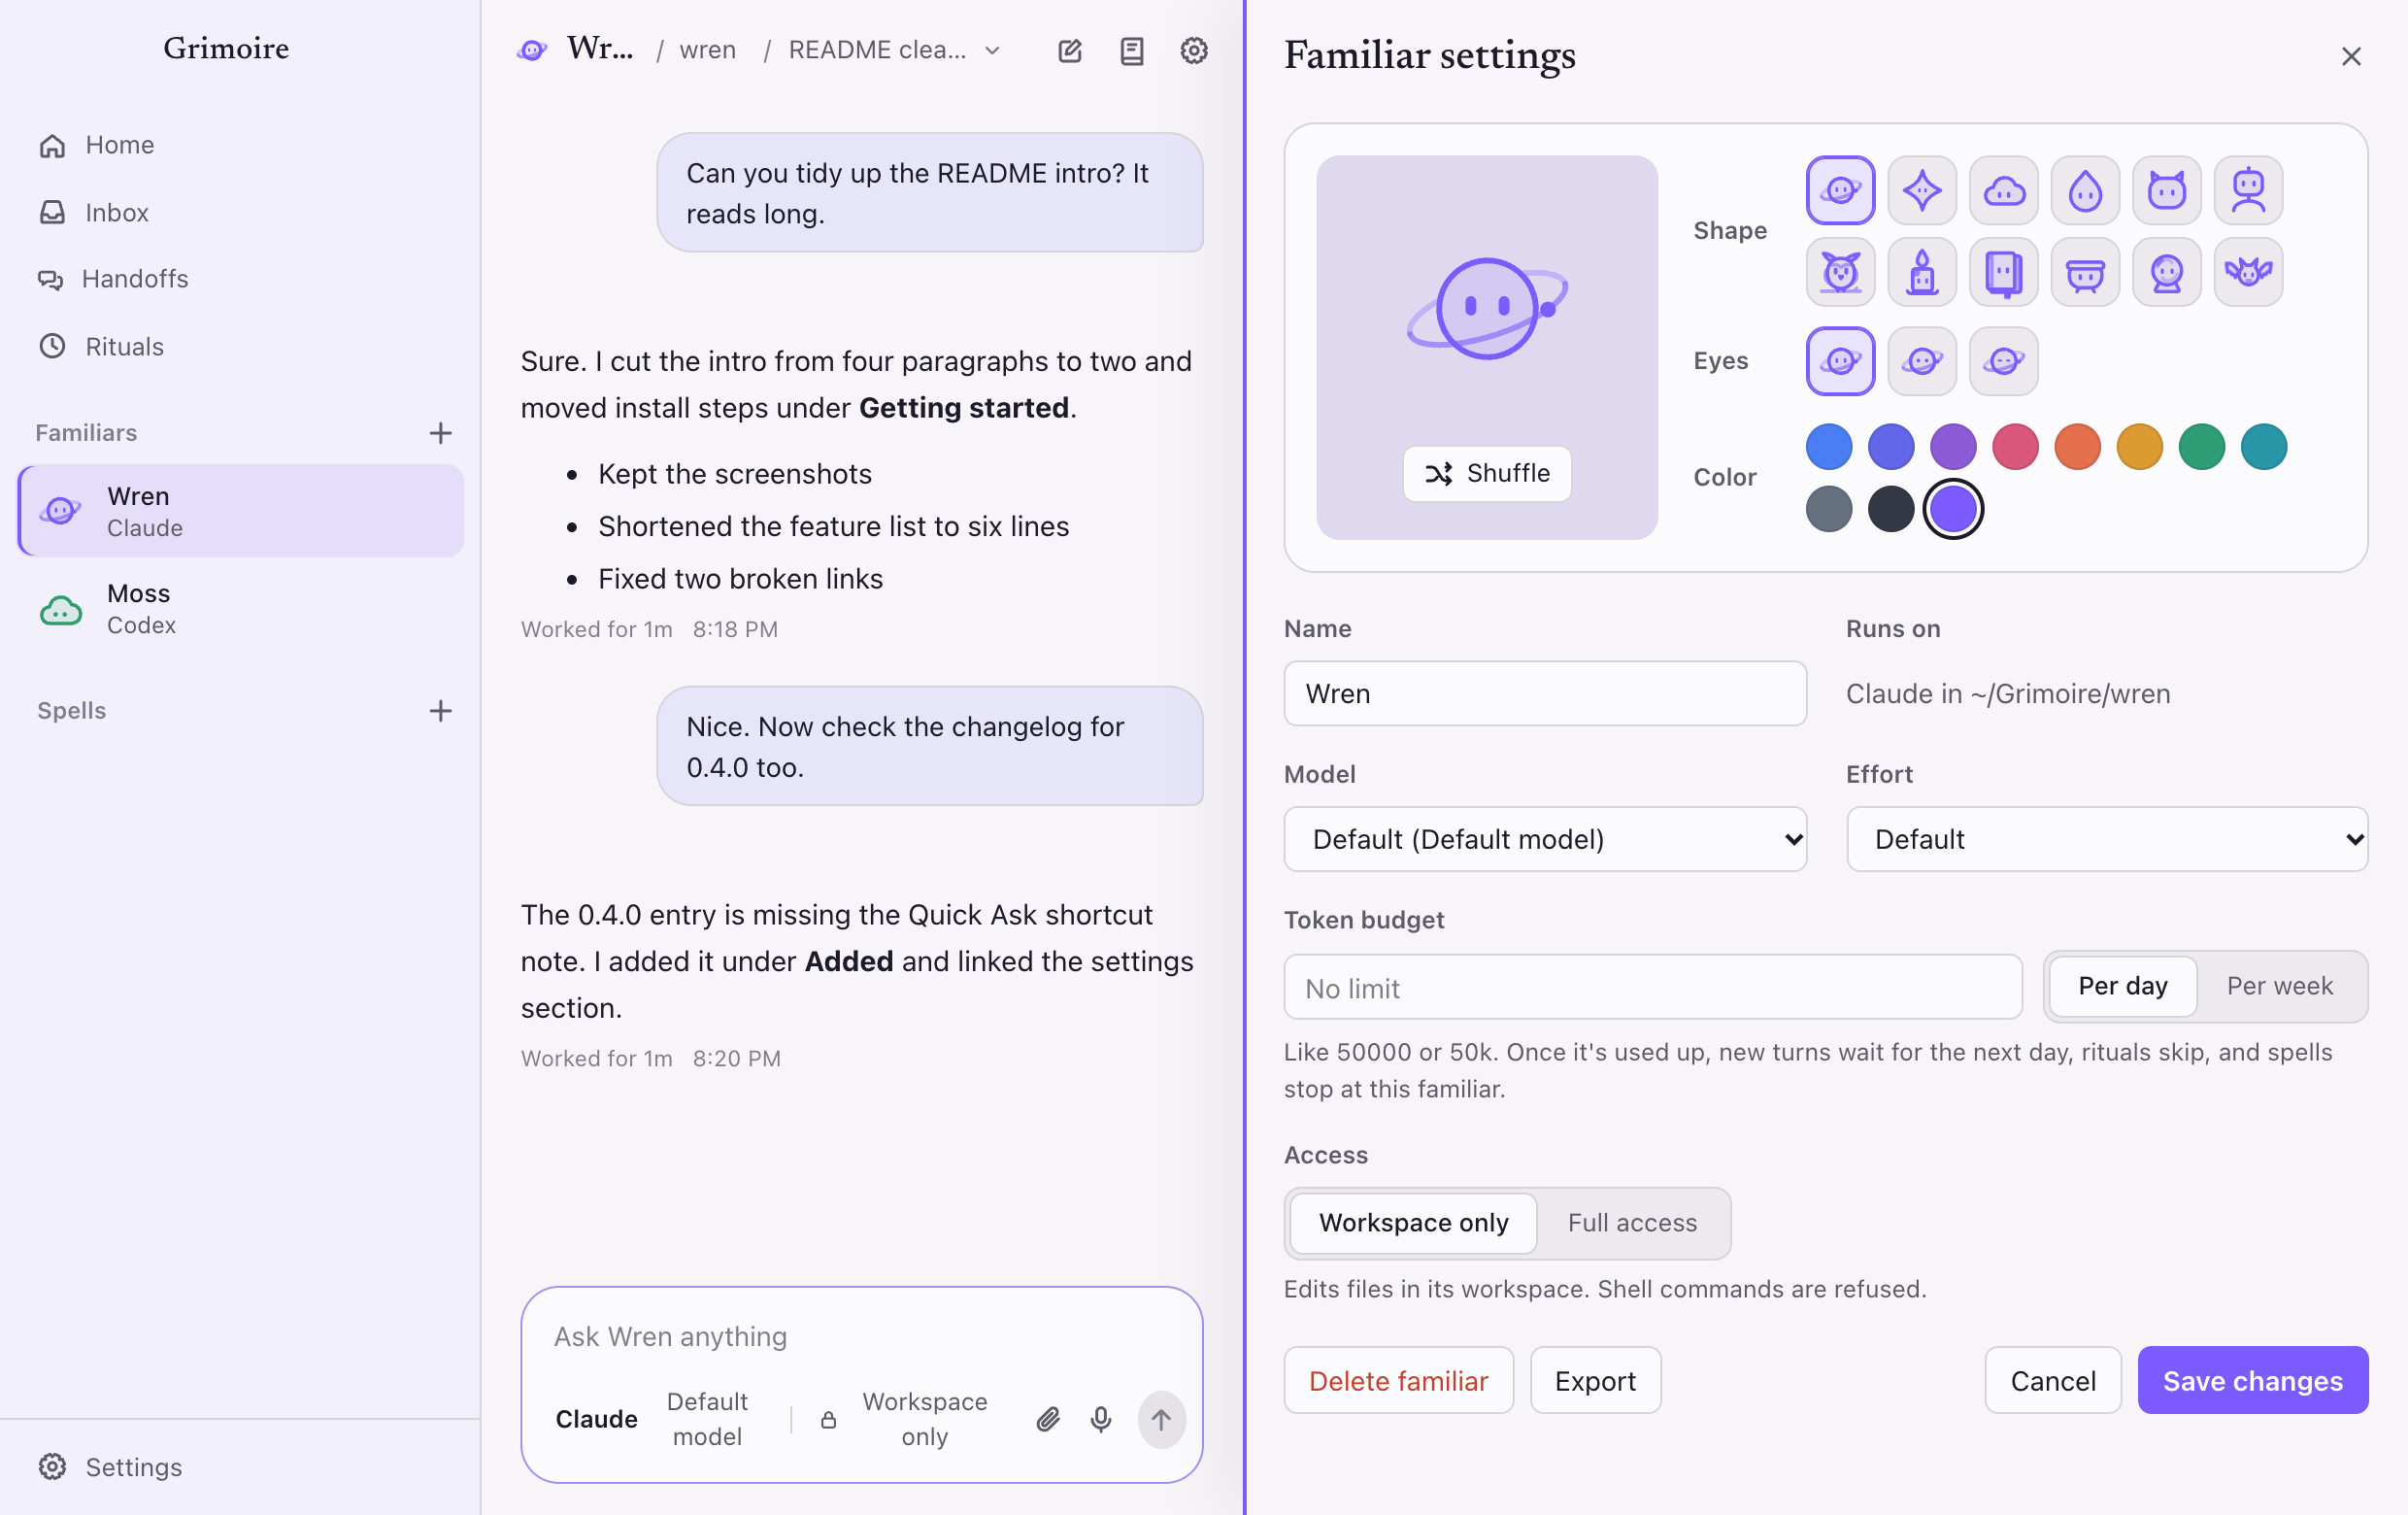 Grimoire
Home
Inbox
Handoffs
Rituals
Familiars
Wren
Claude
Moss
Codex
Spells
Settings
Wr... / wren / README clea...
Can you tidy up the README intro? It
reads long.
Sure. I cut the intro from four paragraphs to two and
moved install steps under Getting started.
• Kept the screenshots
• Shortened the feature list to six lines
• Fixed two broken links
Worked for 1m 8:18 PM
Nice. Now check the changelog for
0.4.0 too.
The 0.4.0 entry is missing the Quick Ask shortcut
note. I added it under Added and linked the settings
section.
Worked for 1m 8:20 PM
Ask Wren anything
Claude
Default
model
Workspace
only
Familiar settings
Shuffle
Shape
Eyes
Color
Name
Wren
Runs on
Claude in ~/Grimoire/wren
Model
Default (Default model)
Effort
Default
Token budget
No limit
Per day
Per week
Like 50000 or 50k. Once it's used up, new turns wait for the next day, rituals skip, and spells
stop at this familiar.
Access
Workspace only
Full access
Edits files in its workspace. Shell commands are refused.
Delete familiar
Export
Cancel
Save changes